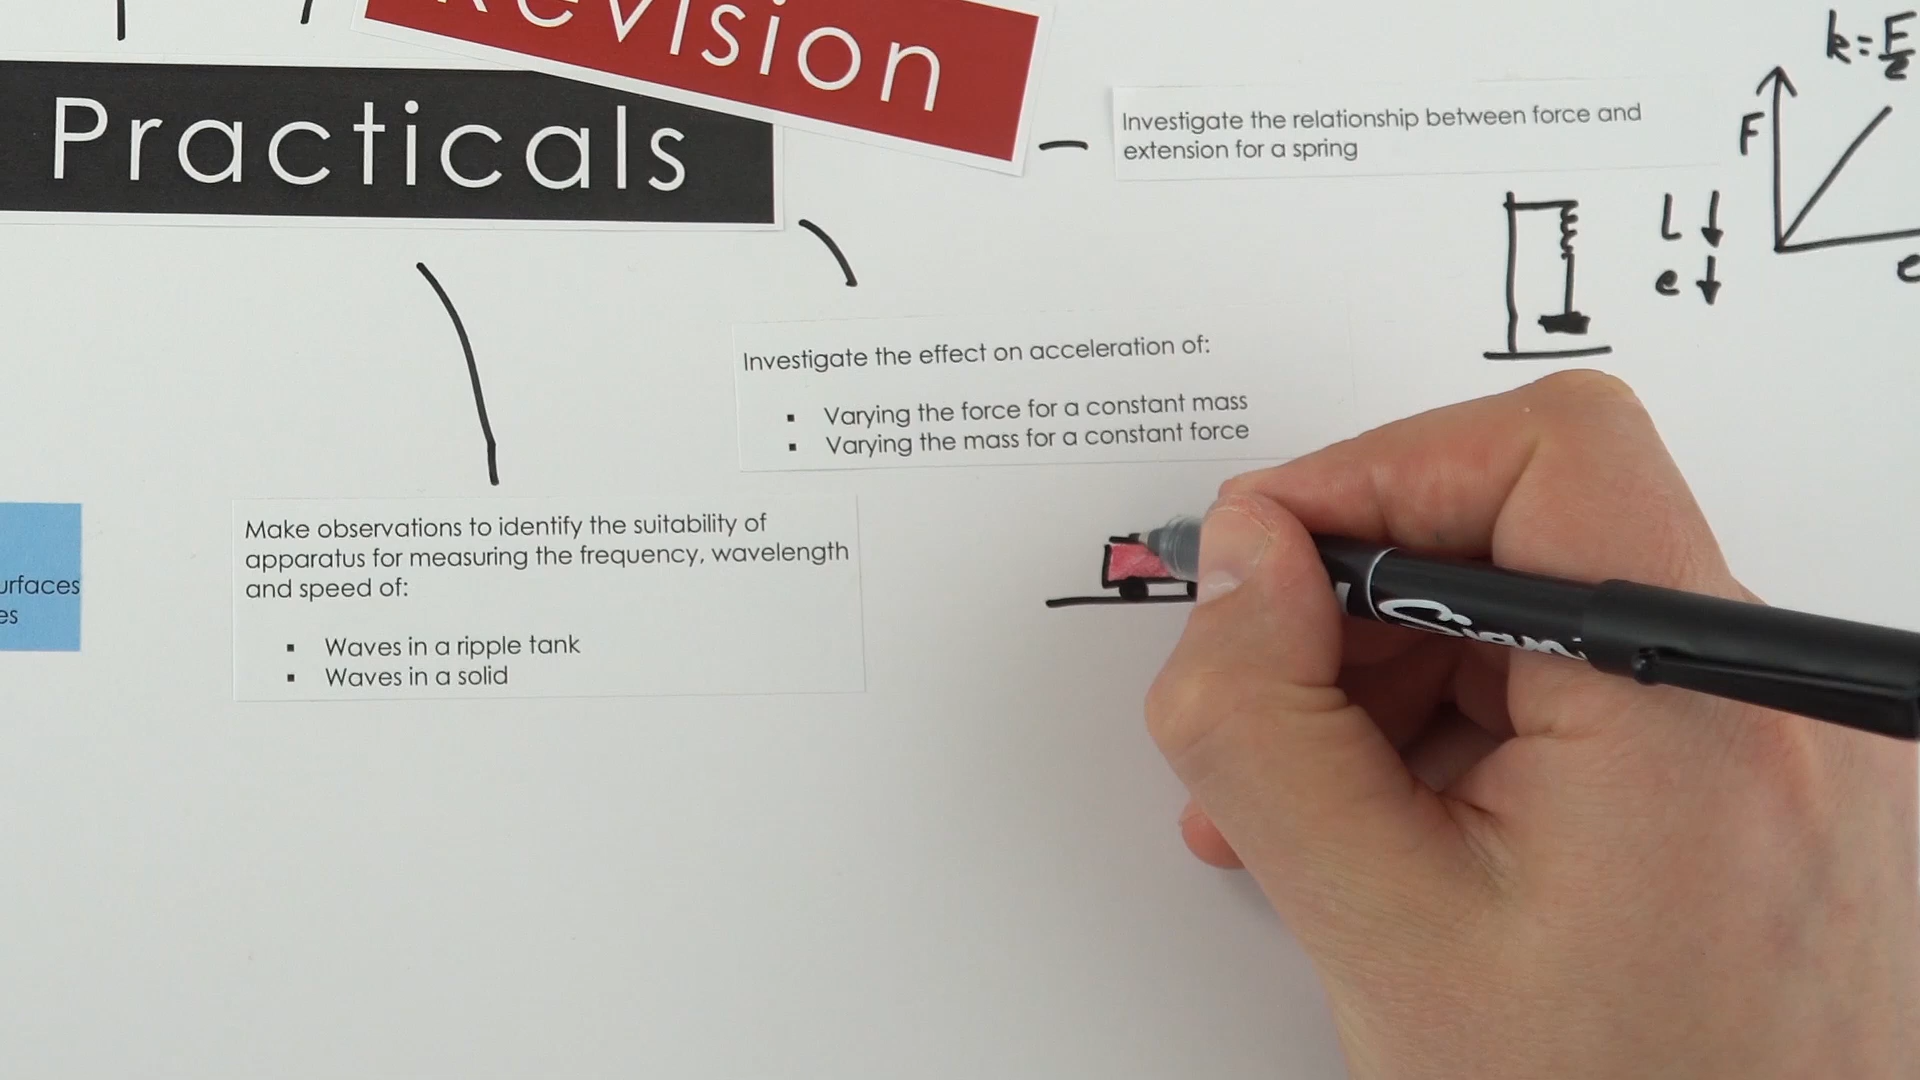 Revision
Practicals
Investigate the relationship between force and
extension for a spring
k=F/e
F
e
L
e
Investigate the effect on acceleration of:
▪ Varying the force for a constant mass
▪ Varying the mass for a constant force
Make observations to identify the suitability of
apparatus for measuring the frequency, wavelength
and speed of:
▪ Waves in a ripple tank
▪ Waves in a solid
urfaces
es